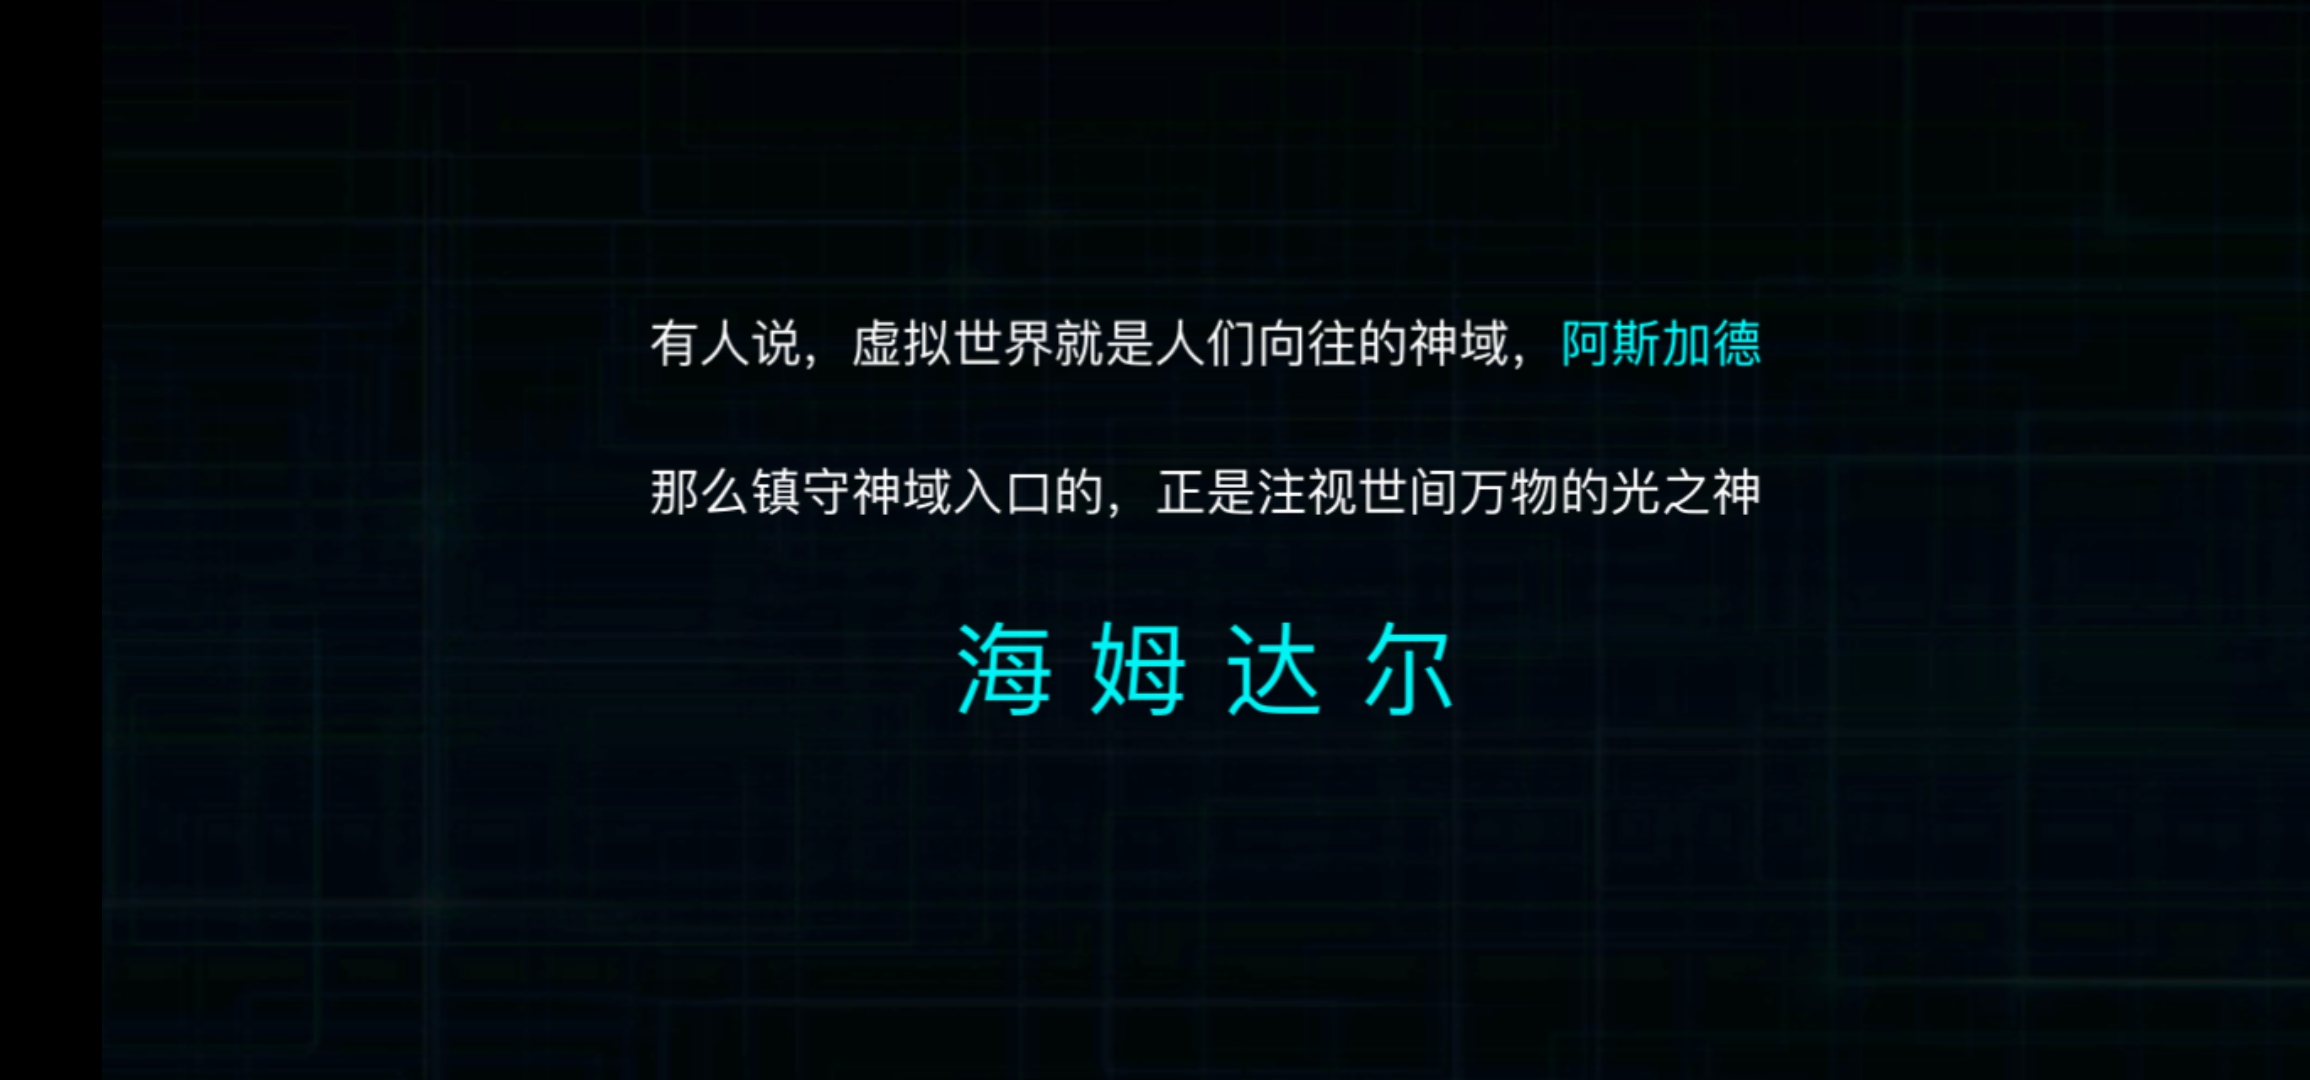 有人说，虚拟世界就是人们向往的神域，阿斯加德
那么镇守神域入口的，正是注视世间万物的光之神
海姆达尔